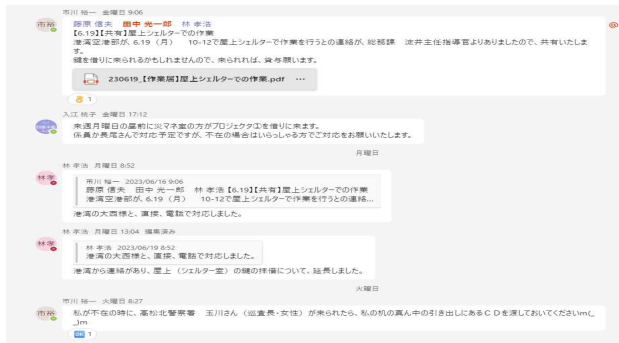 市川 裕一 金曜日 9:06
市裕
藤原 信夫 田中 光一郎 林 孝浩
【6.19】【共有】屋上シェルターでの作業
港湾空港部が、6.19（月） 10-12で屋上シェルターで作業を行うとの連絡が、総務課 淀井主任指導官よりありましたので、共有いたしま
す。
鍵を借りに来られるかもしれませんので、来られれば、貸与願います。
230619_【作業届】屋上シェルターでの作業.pdf ...
1
入江 桃子 金曜日 17:12
来週月曜日の昼前に災マネ室の方がプロジェクタ①を借りに来ます。
係員か長尾さんで対応予定ですが、不在の場合はいらっしゃる方でご対応をお願いいたします。
月曜日
林 孝浩 月曜日 8:52
林孝
市川 裕一 2023/06/16 9:06
藤原 信夫 田中 光一郎 林 孝浩【6.19】【共有】屋上シェルターでの作業
港湾空港部が、6.19（月） 10-12で屋上シェルターで作業を行うとの連絡...
港湾の大西様と、直接、電話で対応しました。
林 孝浩 月曜日 13:04 編集済み
林孝
林 孝浩 2023/06/19 8:52
港湾の大西様と、直接、電話で対応しました。
港湾から連絡があり、屋上（シェルター室）の鍵の拝借について、延長しました。
火曜日
市川 裕一 火曜日 8:27
市裕
私が不在の時に、高松北警察署 玉川さん（巡査長・女性）が来られたら、私の机の真ん中の引き出しにあるＣＤを渡しておいてくださいm(_
_)m
OK 1